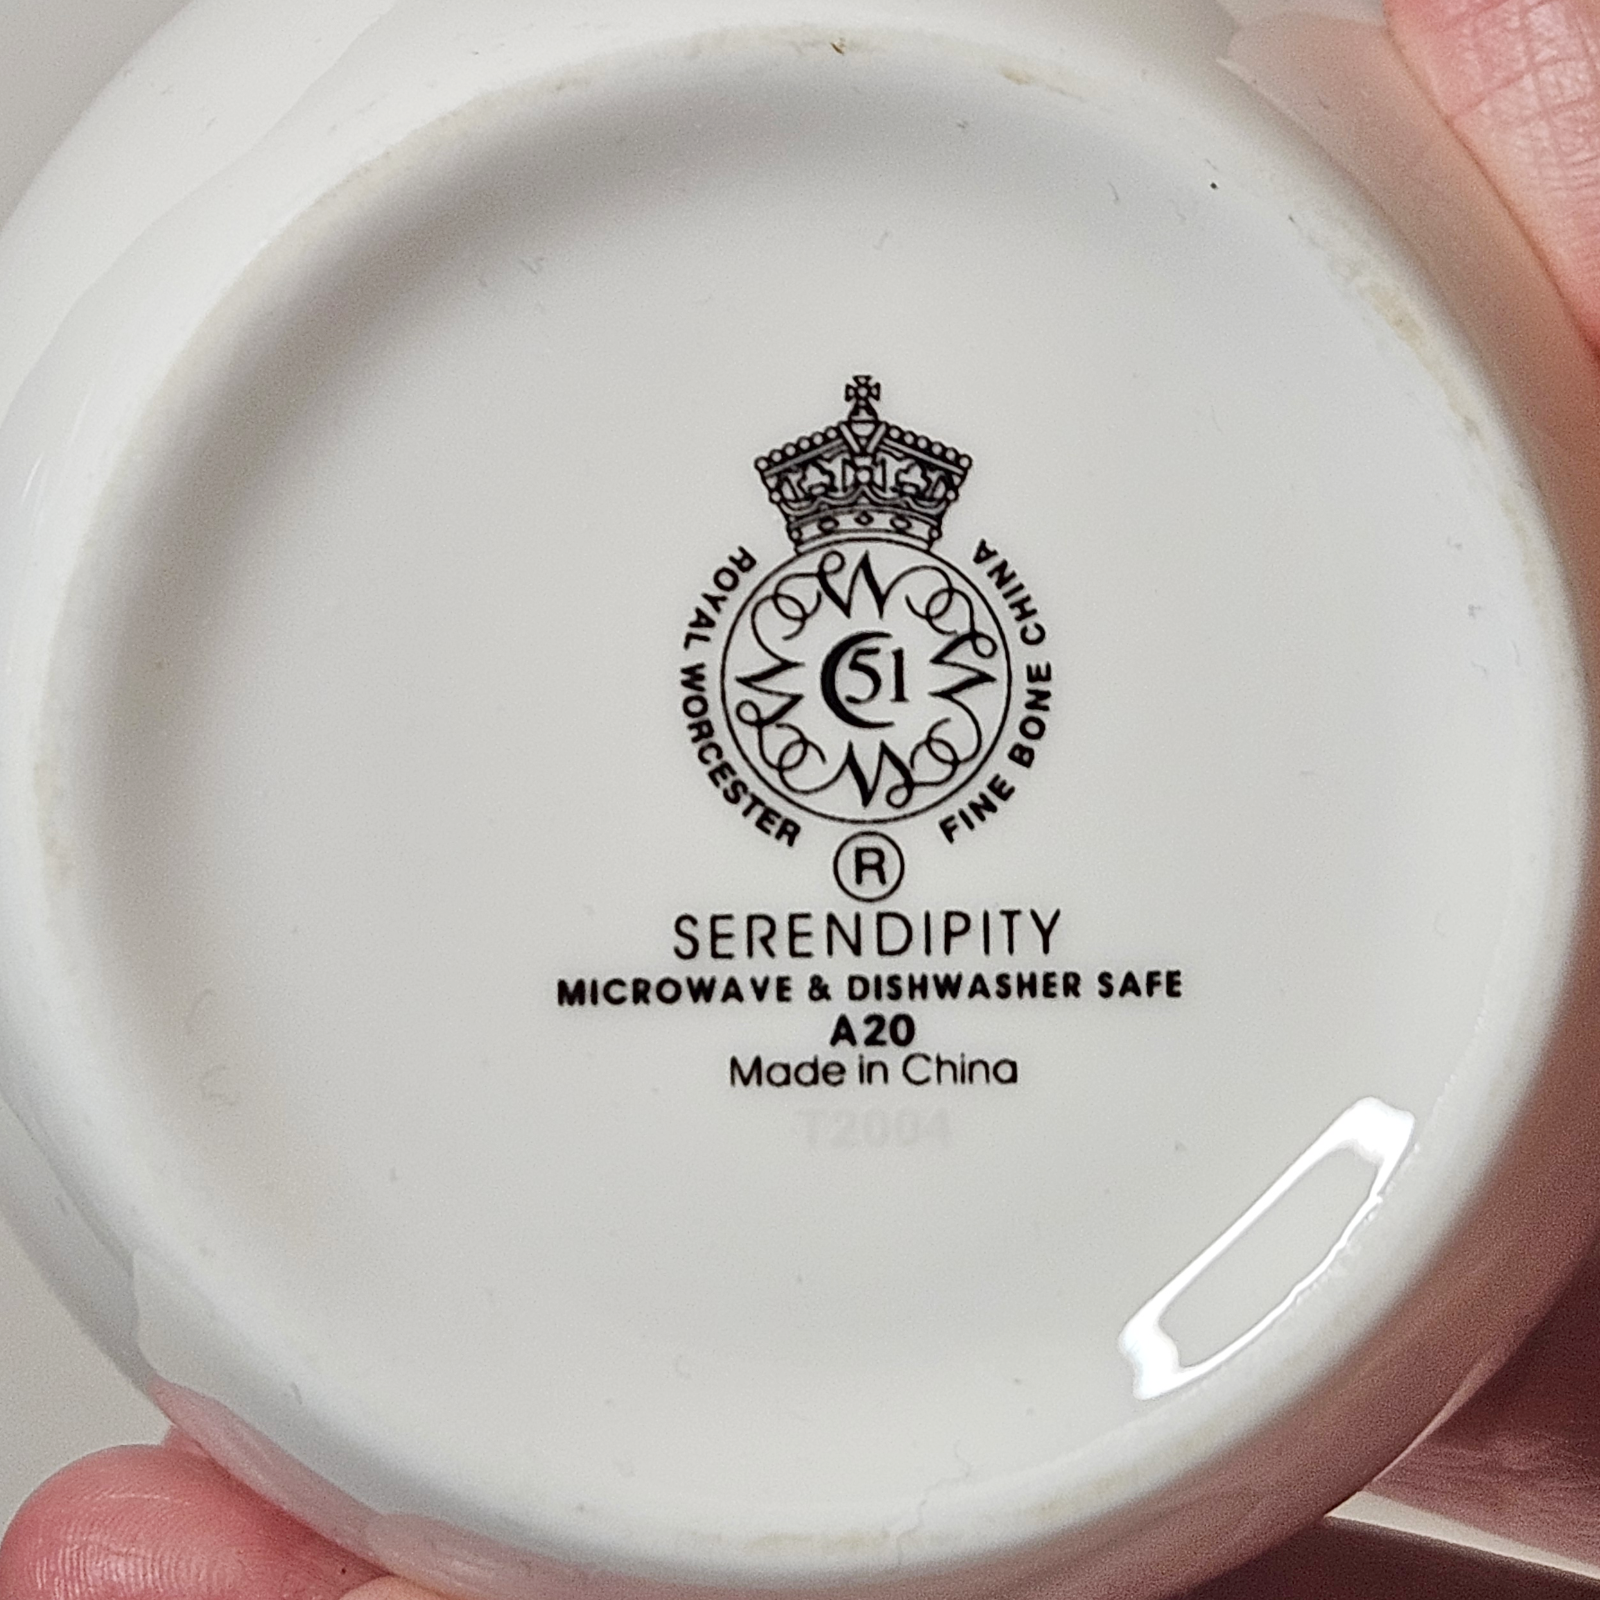 ROYAL WORCESTER
FINE BONE CHINA
51
R
SERENDIPITY
MICROWAVE & DISHWASHER SAFE
A20
Made in China
T2004